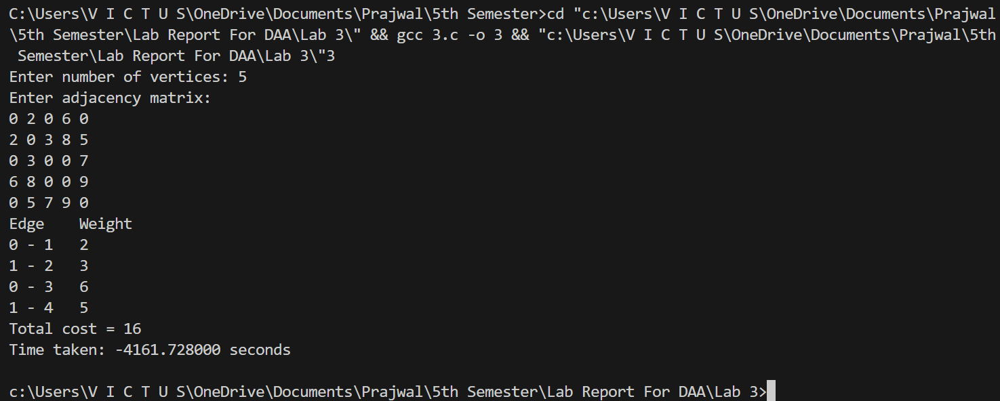 C:\Users\V I C T U S\OneDrive\Documents\Prajwal\5th Semester>cd "c:\Users\V I C T U S\OneDrive\Documents\Prajwal
\5th Semester\Lab Report For DAA\Lab 3\" && gcc 3.c -o 3 && "c:\Users\V I C T U S\OneDrive\Documents\Prajwal\5th
 Semester\Lab Report For DAA\Lab 3\"3
Enter number of vertices: 5
Enter adjacency matrix:
0 2 0 6 0
2 0 3 8 5
0 3 0 0 7
6 8 0 0 9
0 5 7 9 0
Edge    Weight
0 - 1   2
1 - 2   3
0 - 3   6
1 - 4   5
Total cost = 16
Time taken: -4161.728000 seconds
c:\Users\V I C T U S\OneDrive\Documents\Prajwal\5th Semester\Lab Report For DAA\Lab 3>